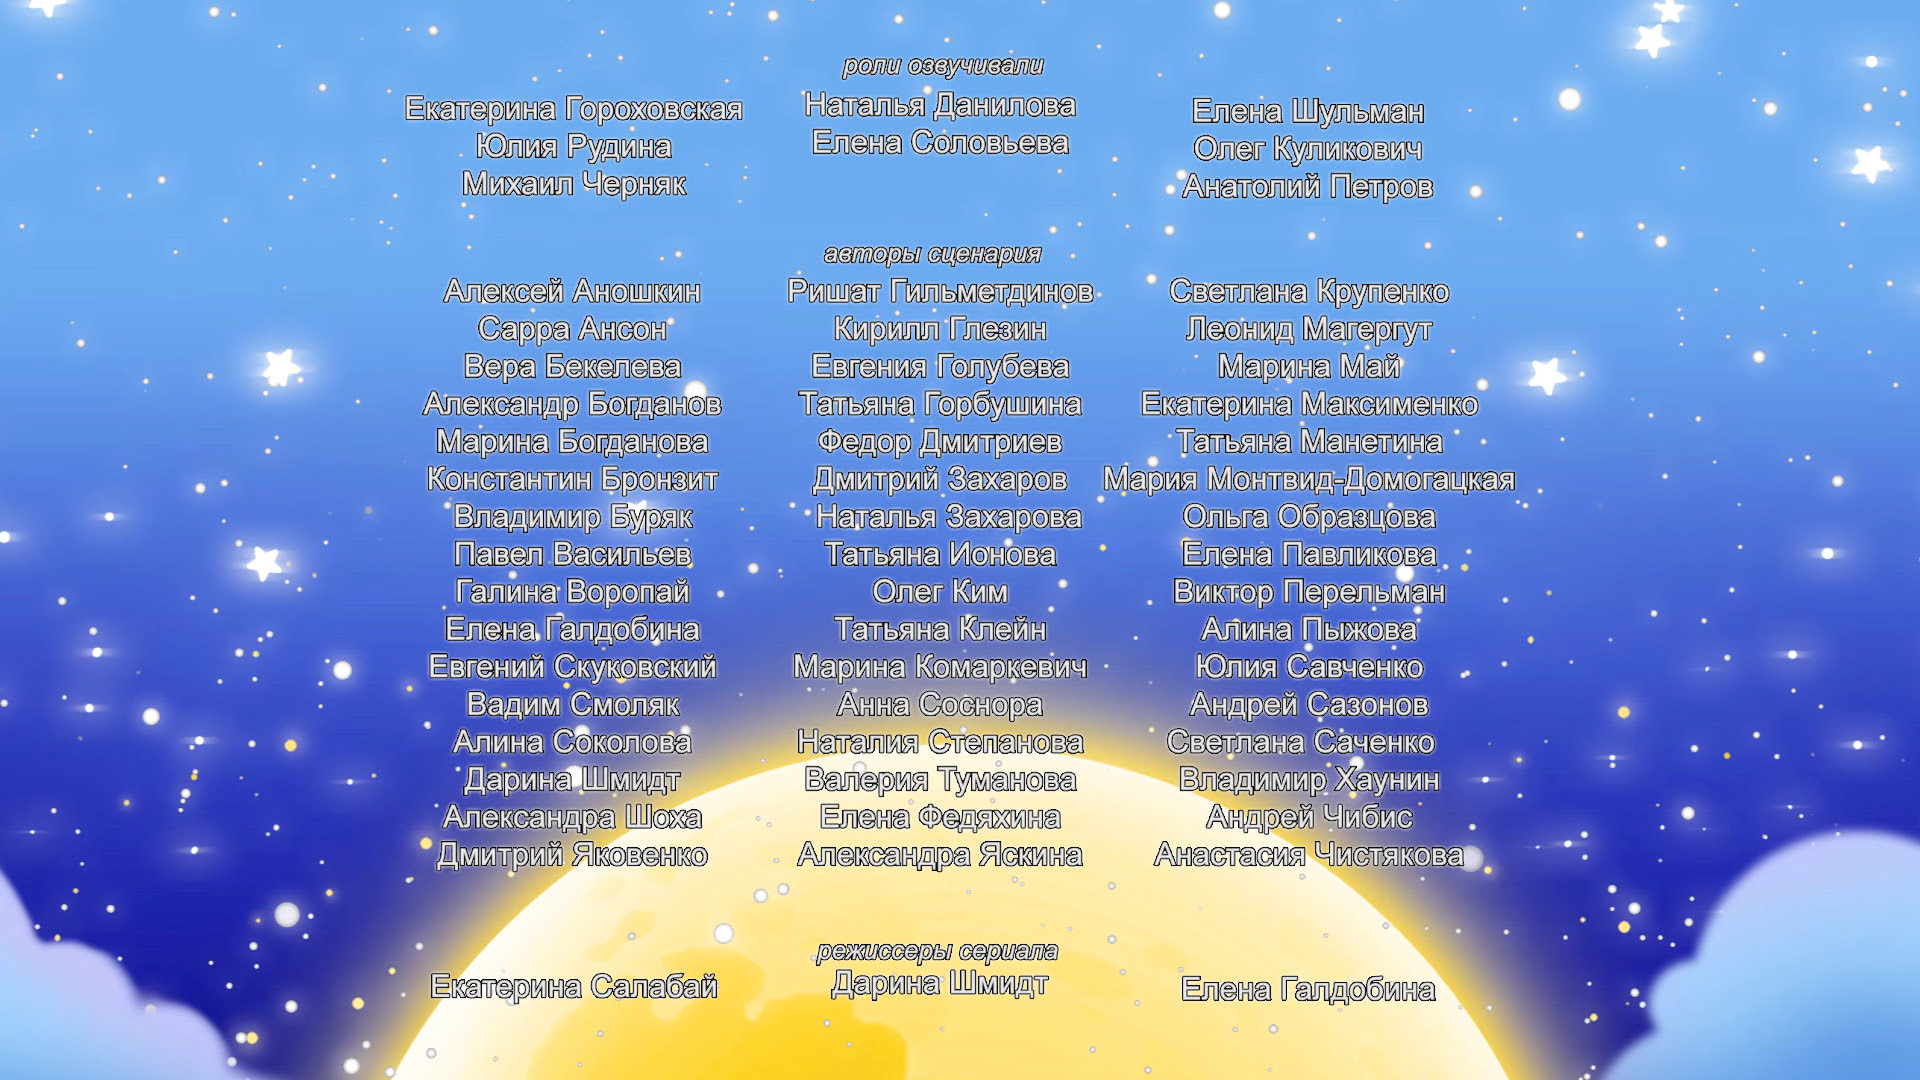 роли озвучивали
Екатерина Гороховская
Юлия Рудина
Михаил Черняк
Наталья Данилова
Елена Соловьева
Елена Шульман
Олег Куликович
Анатолий Петров
авторы сценария
Алексей Аношкин
Сарра Ансон
Вера Бекелева
Александр Богданов
Марина Богданова
Константин Бронзит
Владимир Буряк
Павел Васильев
Галина Воропай
Елена Галдобина
Евгений Скуковский
Вадим Смоляк
Алина Соколова
Дарина Шмидт
Александра Шоха
Дмитрий Яковенко
Ришат Гильметдинов
Кирилл Глезин
Евгения Голубева
Татьяна Горбушина
Федор Дмитриев
Дмитрий Захаров
Наталья Захарова
Татьяна Ионова
Олег Ким
Татьяна Клейн
Марина Комаркевич
Анна Соснора
Наталия Степанова
Валерия Туманова
Елена Федяхина
Александра Яскина
Светлана Крупенко
Леонид Магергут
Марина Май
Екатерина Максименко
Татьяна Манетина
Мария Монтвид-Домогацкая
Ольга Образцова
Елена Павликова
Виктор Перельман
Алина Пыжова
Юлия Савченко
Андрей Сазонов
Светлана Саченко
Владимир Хаунин
Андрей Чибис
Анастасия Чистякова
режиссеры сериала
Екатерина Салабай
Дарина Шмидт
Елена Галдобина